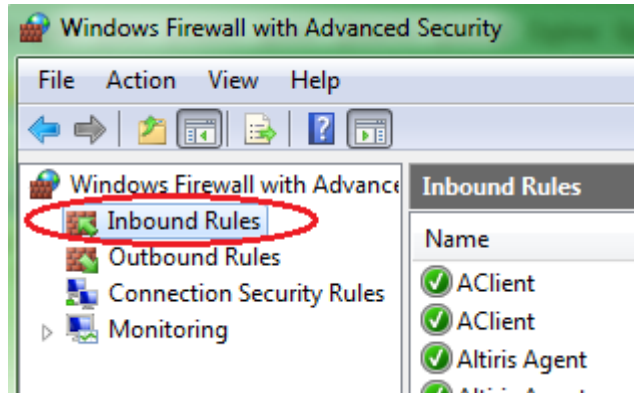 Windows Firewall with Advanced Security
File Action View Help
Windows Firewall with Advance
Inbound Rules
Outbound Rules
Connection Security Rules
Monitoring
Inbound Rules
Name
AClient
AClient
Altiris Agent